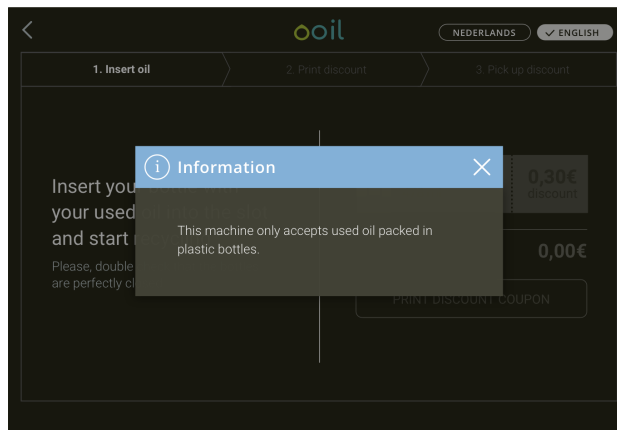 ooil
NEDERLANDS
ENGLISH
1. Insert oil
2. Print discount
3. Pick up discount
Information
This machine only accepts used oil packed in
plastic bottles.
Insert you
your used
and start
Please, double
are perfectly cl
0,30€
discount
0,00€
PRINT DISCOUNT COUPON